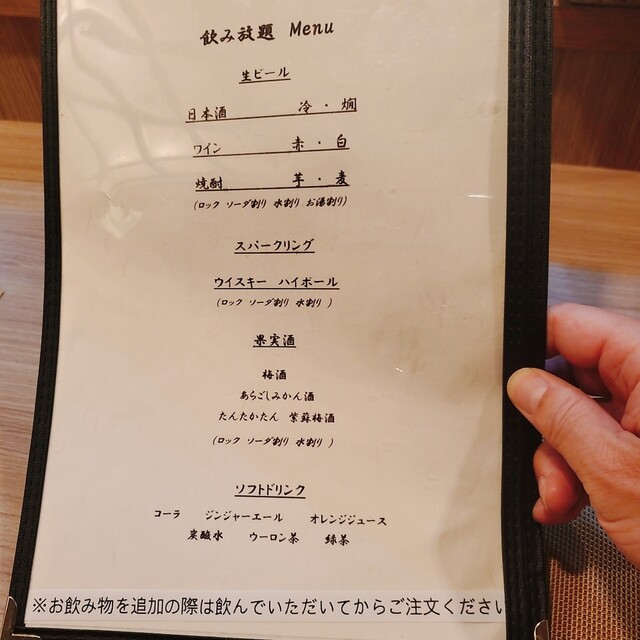 飲み放題 Menu
生ビール
日本酒 冷・燗
ワイン 赤・白
焼酎 芋・麦
(ロック ソーダ割り 水割り お湯割り)
スパークリング
ウイスキー ハイボール
(ロック ソーダ割り 水割り )
果実酒
梅酒
あらごしみかん酒
たんたかたん 紫蘇梅酒
(ロック ソーダ割り 水割り )
ソフトドリンク
コーラ ジンジャーエール オレンジジュース
炭酸水 ウーロン茶 緑茶
※お飲み物を追加の際は飲んでいただいてからご注文ください